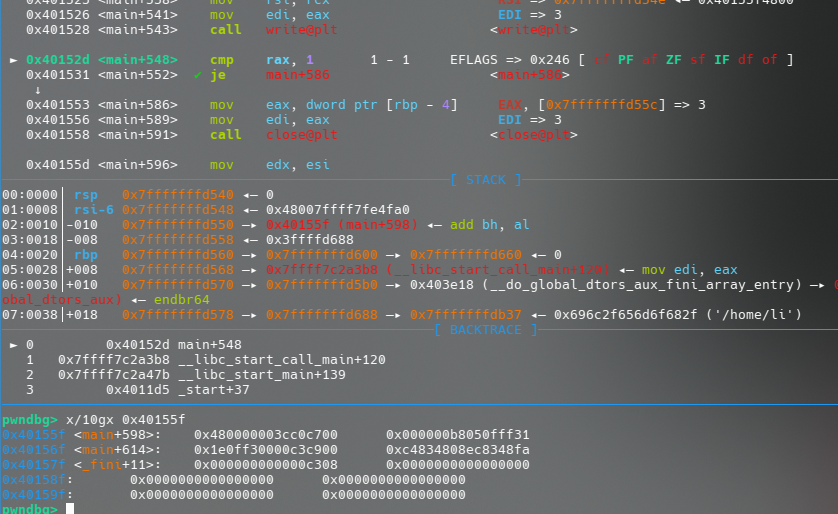 0x401526 <main+541>    mov    edi, eax                        EDI => 3
0x401528 <main+543>    call   write@plt                   <write@plt>
► 0x40152d <main+548>    cmp    rax, 1       1 - 1     EFLAGS => 0x246 [ cf PF af ZF sf IF df of ]
0x401531 <main+552>  ✔ je     main+586                    <main+586>
↓
0x401553 <main+586>    mov    eax, dword ptr [rbp - 4]     EAX, [0x7fffffffd55c] => 3
0x401556 <main+589>    mov    edi, eax                     EDI => 3
0x401558 <main+591>    call   close@plt                   <close@plt>
0x40155d <main+596>    mov    edx, esi
[ STACK ]
00:0000│ rsp   0x7fffffffd540 ◂— 0
01:0008│ rsi-6 0x7fffffffd548 ◂— 0x48007ffff7fe4fa0
02:0010│-010   0x7fffffffd550 —▸ 0x40155f (main+598) ◂— add bh, al
03:0018│-008   0x7fffffffd558 ◂— 0x3ffffd688
04:0020│ rbp   0x7fffffffd560 —▸ 0x7fffffffd600 —▸ 0x7fffffffd660 ◂— 0
05:0028│+008   0x7fffffffd568 —▸ 0x7ffff7c2a3b8 (__libc_start_call_main+120) ◂— mov edi, eax
06:0030│+010   0x7fffffffd570 —▸ 0x7fffffffd5b0 —▸ 0x403e18 (__do_global_dtors_aux_fini_array_entry) —▸
obal_dtors_aux) ◂— endbr64
07:0038│+018   0x7fffffffd578 —▸ 0x7fffffffd688 —▸ 0x7fffffffdb37 ◂— 0x696c2f656d6f682f ('/home/li')
[ BACKTRACE ]
► 0         0x40152d main+548
1   0x7ffff7c2a3b8 __libc_start_call_main+120
2   0x7ffff7c2a47b __libc_start_main+139
3         0x4011d5 _start+37
pwndbg> x/10gx 0x40155f
0x40155f <main+598>:    0x480000003cc0c700      0x000000b8050fff31
0x40156f <main+614>:    0x1e0ff30000c3c900      0xc4834808ec8348fa
0x40157f <_fini+11>:    0x000000000000c308      0x0000000000000000
0x40158f:       0x0000000000000000      0x0000000000000000
0x40159f:       0x0000000000000000      0x0000000000000000
pwndbg>